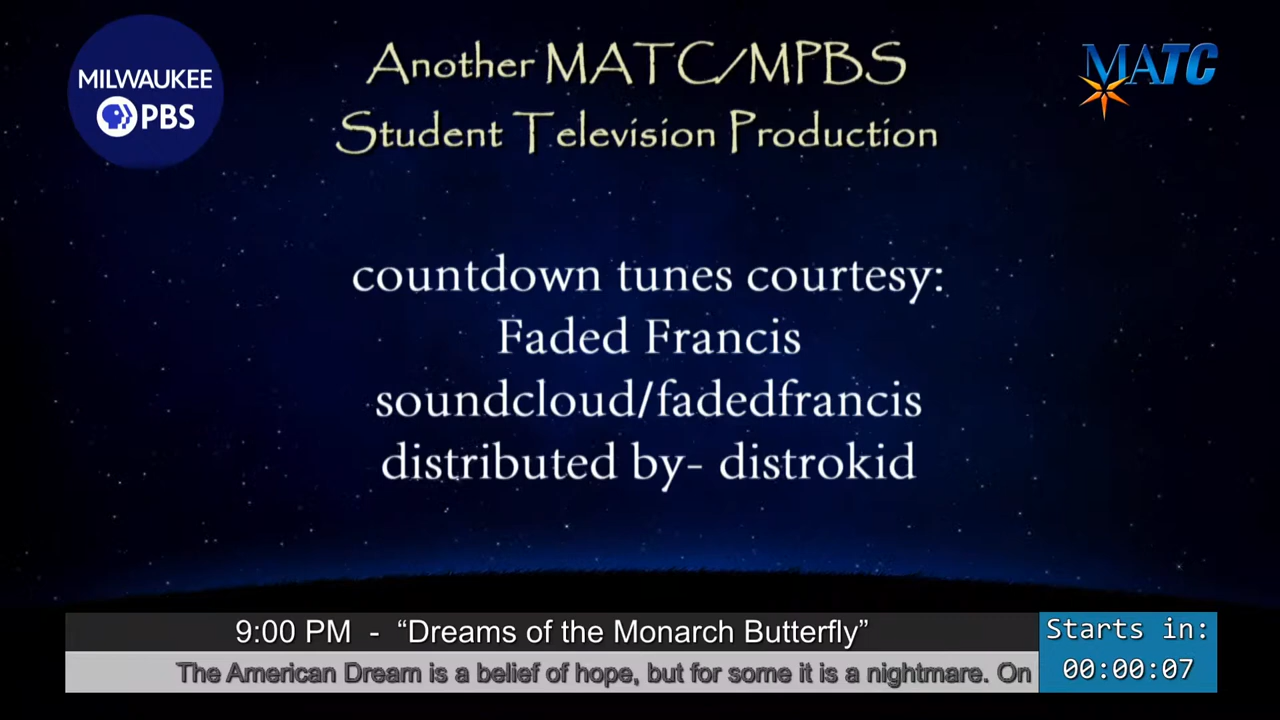 MILWAUKEE
PBS
Another MATC/MPBS
MATC
Student Television Production
countdown tunes courtesy:
Faded Francis
soundcloud/fadedfrancis
distributed by- distrokid
9:00 PM - “Dreams of the Monarch Butterfly”
Starts in:
The American Dream is a belief of hope, but for some it is a nightmare. On
00:00:07